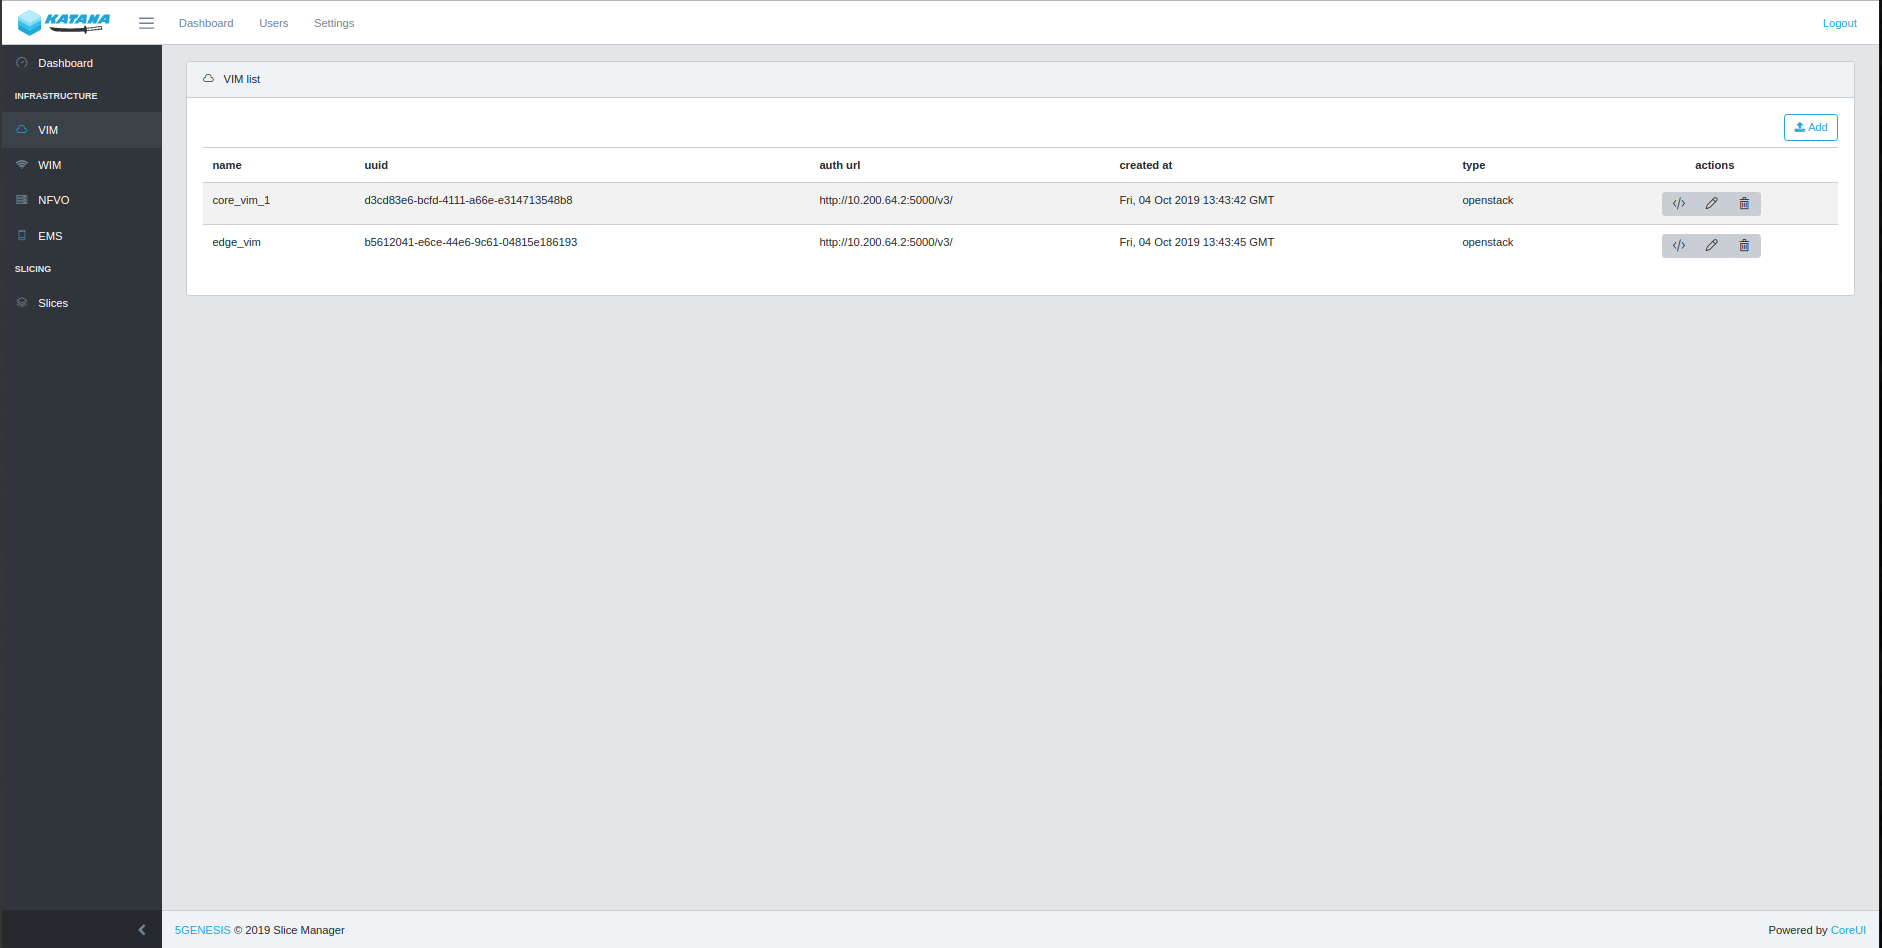 KATANA
Dashboard Users Settings Logout
Dashboard
INFRASTRUCTURE
VIM
WIM
NFVO
EMS
SLICING
Slices
VIM list
Add
name uuid auth url created at type actions
core_vim_1 d3cd83e6-bcfd-4111-a66e-e314713548b8 http://10.200.64.2:5000/v3/ Fri, 04 Oct 2019 13:43:42 GMT openstack
edge_vim b5612041-e6ce-44e6-9c61-04815e186193 http://10.200.64.2:5000/v3/ Fri, 04 Oct 2019 13:43:45 GMT openstack
5GENESIS © 2019 Slice Manager Powered by CoreUI